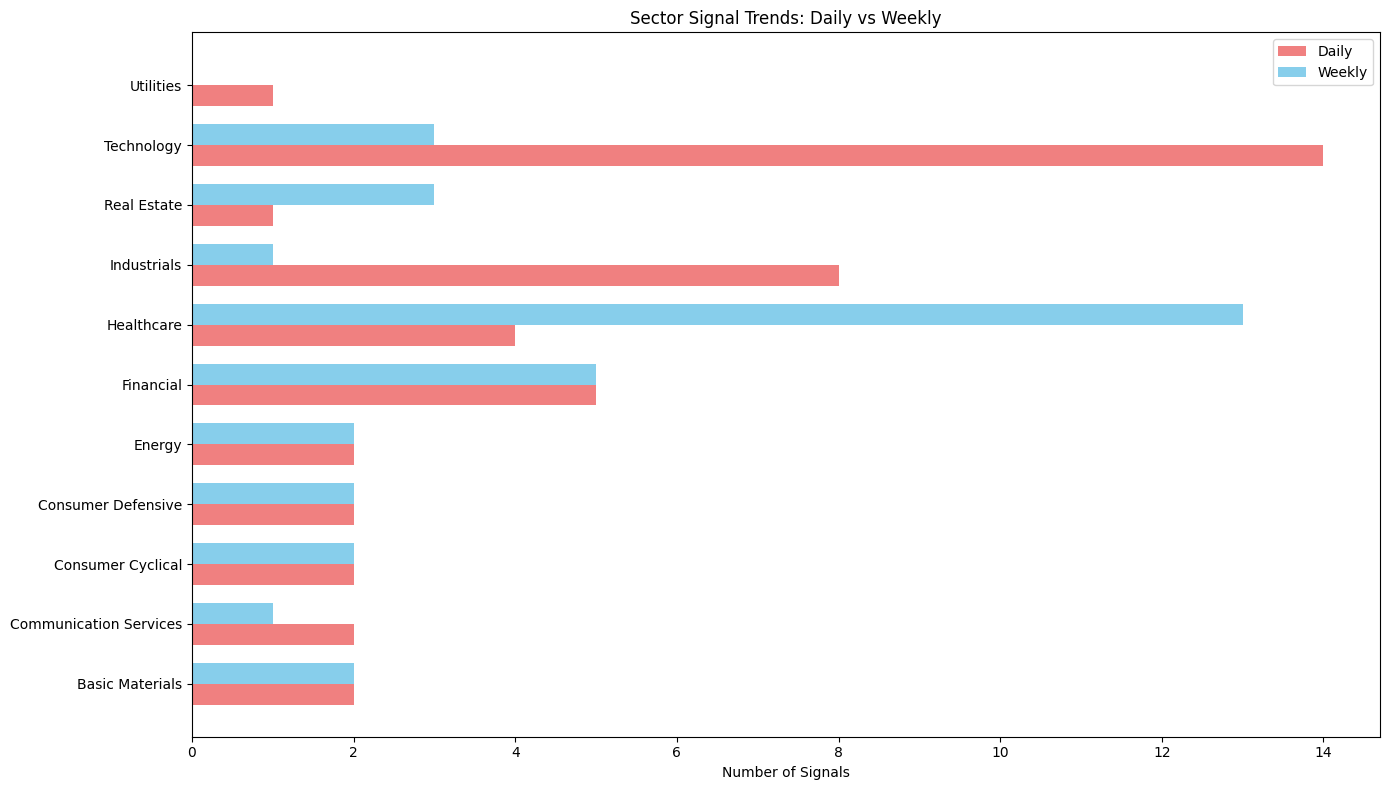 Sector Signal Trends: Daily vs Weekly
Daily
Weekly
Utilities
Technology
Real Estate
Industrials
Healthcare
Financial
Energy
Consumer Defensive
Consumer Cyclical
Communication Services
Basic Materials
0 2 4 6 8 10 12 14
Number of Signals